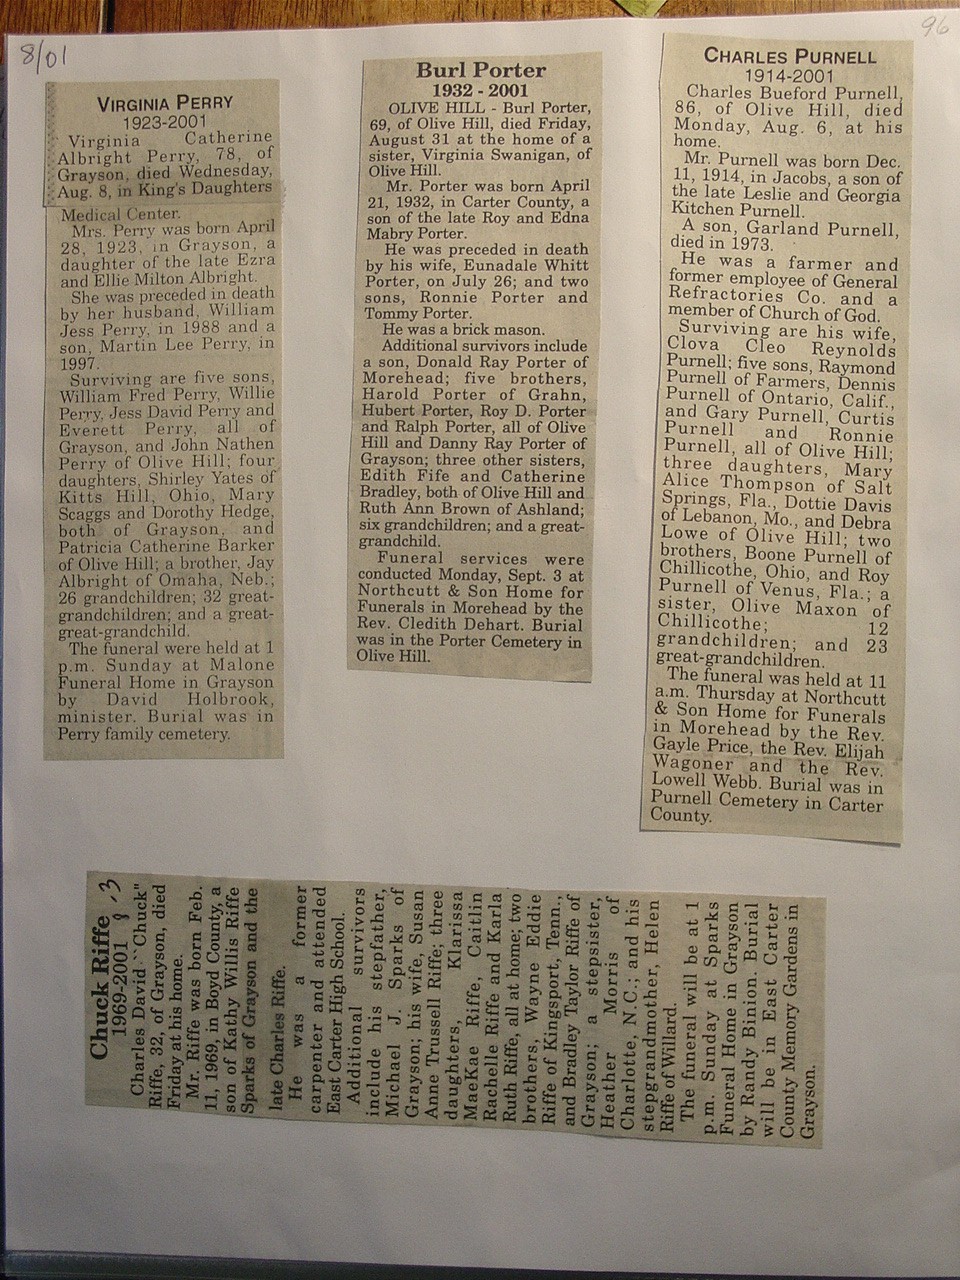 8/01
96
VIRGINIA PERRY
1923-2001
Virginia Catherine
Albright Perry, 78, of
Grayson, died Wednesday,
Aug. 8, in King's Daughters
Medical Center.
Mrs. Perry was born April
28, 1923, in Grayson, a
daughter of the late Ezra
and Ellie Milton Albright.
She was preceded in death
by her husband, William
Jess Perry, in 1988 and a
son, Martin Lee Perry, in
1997.
Surviving are five sons,
William Fred Perry, Willie
Perry, Jess David Perry and
Everett Perry, all of
Grayson, and John Nathen
Perry of Olive Hill; four
daughters, Shirley Yates of
Kitts Hill, Ohio, Mary
Scaggs and Dorothy Hedge,
both of Grayson, and
Patricia Catherine Barker
of Olive Hill; a brother, Jay
Albright of Omaha, Neb.;
26 grandchildren; 32 great-
grandchildren; and a great-
great-grandchild.
The funeral were held at 1
p.m. Sunday at Malone
Funeral Home in Grayson
by David Holbrook,
minister. Burial was in
Perry family cemetery.
Burl Porter
1932 - 2001
OLIVE HILL - Burl Porter,
69, of Olive Hill, died Friday,
August 31 at the home of a
sister, Virginia Swanigan, of
Olive Hill.
Mr. Porter was born April
21, 1932, in Carter County, a
son of the late Roy and Edna
Mabry Porter.
He was preceded in death
by his wife, Eunadale Whitt
Porter, on July 26; and two
sons, Ronnie Porter and
Tommy Porter.
He was a brick mason.
Additional survivors include
a son, Donald Ray Porter of
Morehead; five brothers,
Harold Porter of Grahn,
Hubert Porter, Roy D. Porter
and Ralph Porter, all of Olive
Hill and Danny Ray Porter of
Grayson; three other sisters,
Edith Fife and Catherine
Bradley, both of Olive Hill and
Ruth Ann Brown of Ashland;
six grandchildren; and a great-
grandchild.
Funeral services were
conducted Monday, Sept. 3 at
Northcutt & Son Home for
Funerals in Morehead by the
Rev. Cledith Dehart. Burial
was in the Porter Cemetery in
Olive Hill.
CHARLES PURNELL
1914-2001
Charles Bueford Purnell,
86, of Olive Hill, died
Monday, Aug. 6, at his
home.
Mr. Purnell was born Dec.
11, 1914, in Jacobs, a son of
the late Leslie and Georgia
Kitchen Purnell.
A son, Garland Purnell,
died in 1973.
He was a farmer and
former employee of General
Refractories Co. and a
member of Church of God.
Surviving are his wife,
Clova Cleo Reynolds
Purnell; five sons, Raymond
Purnell of Farmers, Dennis
Purnell of Ontario, Calif.,
and Gary Purnell, Curtis
Purnell and Ronnie
Purnell, all of Olive Hill;
three daughters, Mary
Alice Thompson of Salt
Springs, Fla., Dottie Davis
of Lebanon, Mo., and Debra
Lowe of Olive Hill; two
brothers, Boone Purnell of
Chillicothe, Ohio, and Roy
Purnell of Venus, Fla.; a
sister, Olive Maxon of
Chillicothe; 12
grandchildren; and 23
great-grandchildren.
The funeral was held at 11
a.m. Thursday at Northcutt
& Son Home for Funerals
in Morehead by the Rev.
Gayle Price, the Rev. Elijah
Wagoner and the Rev.
Lowell Webb. Burial was in
Purnell Cemetery in Carter
County.
Chuck Riffe
1969-2001 8-3
Charles David "Chuck"
Riffe, 32, of Grayson, died
Friday at his home.
Mr. Riffe was born Feb.
11, 1969, in Boyd County, a
son of Kathy Willis Riffe
Sparks of Grayson and the
late Charles Riffe.
He was a former
carpenter and attended
East Carter High School.
Additional survivors
include his stepfather,
Michael J. Sparks of
Grayson; his wife, Susan
Anne Trussell Riffe; three
daughters, Klarissa
MaeKae Riffe, Caitlin
Rachelle Riffe and Karla
Ruth Riffe, all at home; two
brothers, Wayne Eddie
Riffe of Kingsport, Tenn.,
and Bradley Taylor Riffe of
Grayson; a stepsister,
Heather Morris of
Charlotte, N.C.; and his
stepgrandmother, Helen
Riffe of Willard.
The funeral will be at 1
p.m. Sunday at Sparks
Funeral Home in Grayson
by Randy Binion. Burial
will be in East Carter
County Memory Gardens in
Grayson.